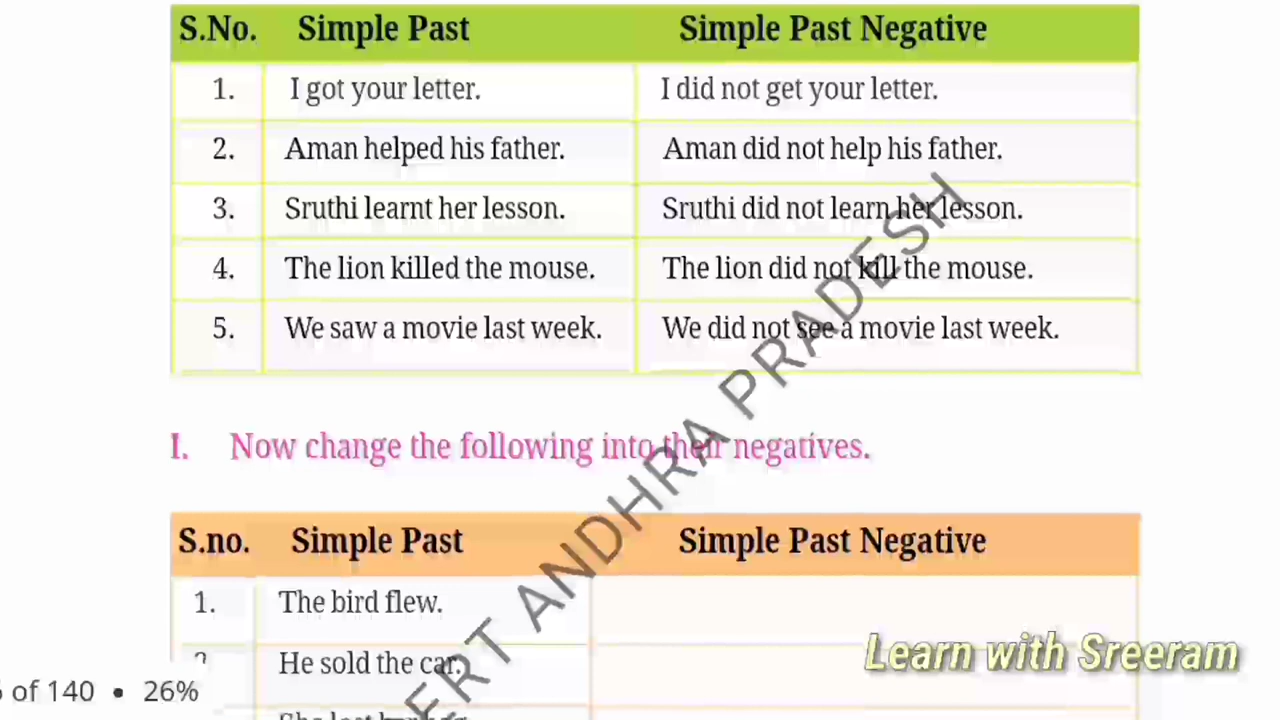 S.No. Simple Past Simple Past Negative
1. I got your letter. I did not get your letter.
2. Aman helped his father. Aman did not help his father.
3. Sruthi learnt her lesson. Sruthi did not learn her lesson.
4. The lion killed the mouse. The lion did not kill the mouse.
5. We saw a movie last week. We did not see a movie last week.
I. Now change the following into their negatives.
S.no. Simple Past Simple Past Negative
1. The bird flew.
He sold the car.
ERT ANDHRA PRADESH
Learn with Sreeram
of 140 • 26%